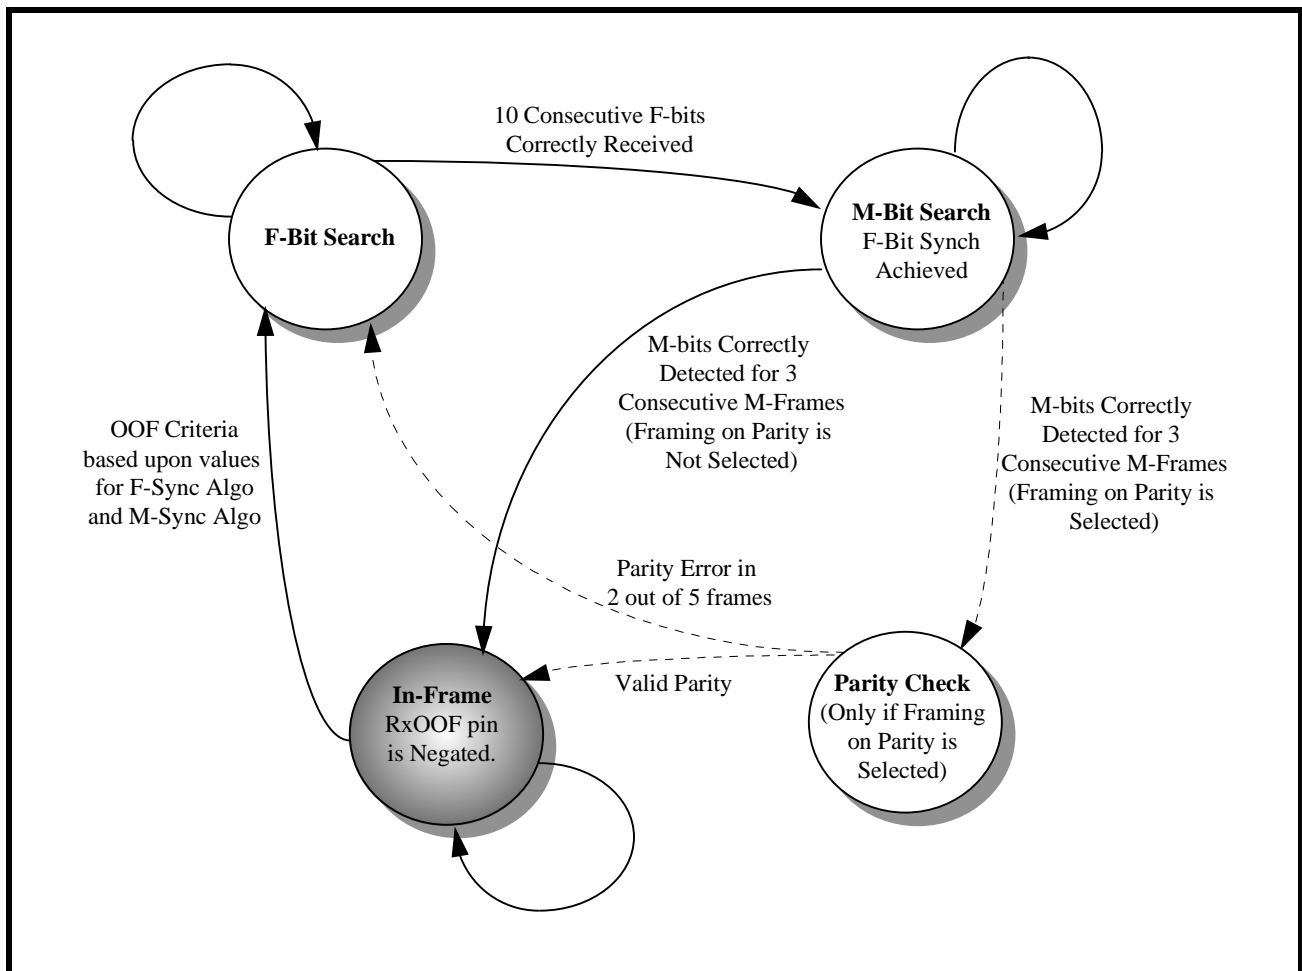 10 Consecutive F-bits
Correctly Received
F-Bit Search
M-Bit Search
F-Bit Synch
Achieved
M-bits Correctly
Detected for 3
Consecutive M-Frames
(Framing on Parity is
Not Selected)
M-bits Correctly
Detected for 3
Consecutive M-Frames
(Framing on Parity is
Selected)
OOF Criteria
based upon values
for F-Sync Algo
and M-Sync Algo
Parity Error in
2 out of 5 frames
Valid Parity
In-Frame
RxOOF pin
is Negated.
Parity Check
(Only if Framing
on Parity is
Selected)